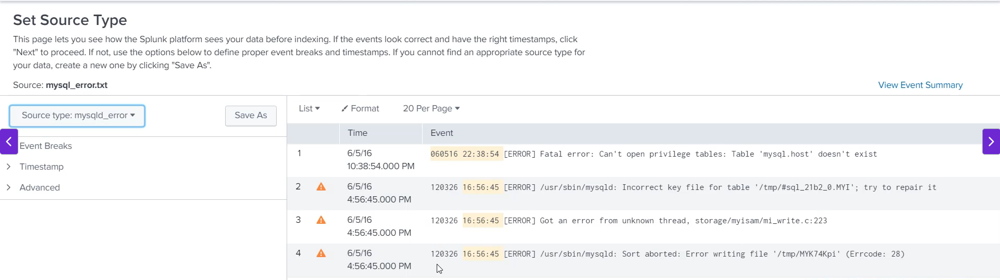 Set Source Type
This page lets you see how the Splunk platform sees your data before indexing. If the events look correct and have the right timestamps, click
"Next" to proceed. If not, use the options below to define proper event breaks and timestamps. If you cannot find an appropriate source type for
your data, create a new one by clicking "Save As".
Source: mysql_error.txt
View Event Summary
Source type: mysqld_error
Save As
Event Breaks
Timestamp
Advanced
List
Format
20 Per Page
Time
Event
1
6/5/16
10:38:54.000 PM
060516 22:38:54 [ERROR] Fatal error: Can't open privilege tables: Table 'mysql.host' doesn't exist
2
6/5/16
4:56:45.000 PM
120326 16:56:45 [ERROR] /usr/sbin/mysqld: Incorrect key file for table '/tmp/#sql_21b2_0.MYI'; try to repair it
3
6/5/16
4:56:45.000 PM
120326 16:56:45 [ERROR] Got an error from unknown thread, storage/myisam/mi_write.c:223
4
6/5/16
4:56:45.000 PM
120326 16:56:45 [ERROR] /usr/sbin/mysqld: Sort aborted: Error writing file '/tmp/MYK74Kpi' (Errcode: 28)